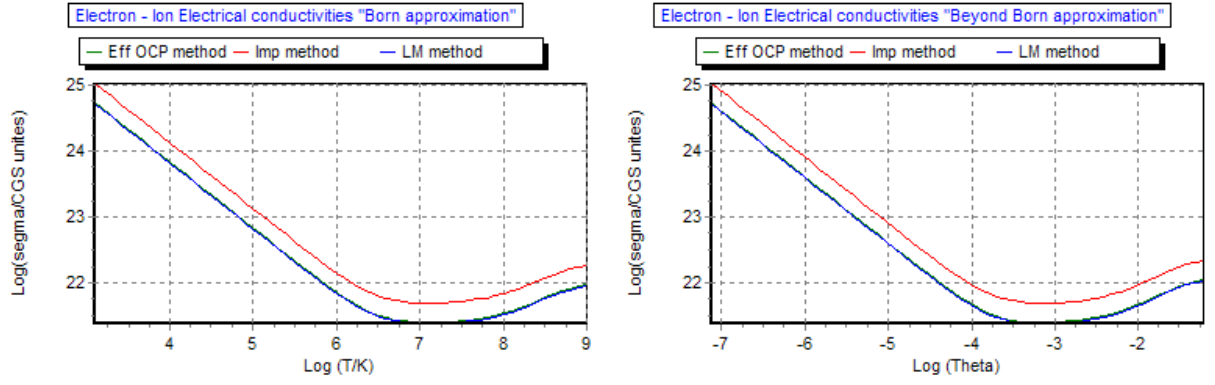 Electron - Ion Electrical conductivities "Born approximation"
Eff OCP method Imp method LM method
25
24
23
22
Log(segma/CGS unites)
4 5 6 7 8 9
Log (T/K)
Electron - Ion Electrical conductivities "Beyond Born approximation"
Eff OCP method Imp method LM method
25
24
23
22
Log(segma/CGS unites)
-7 -6 -5 -4 -3 -2
Log (Theta)